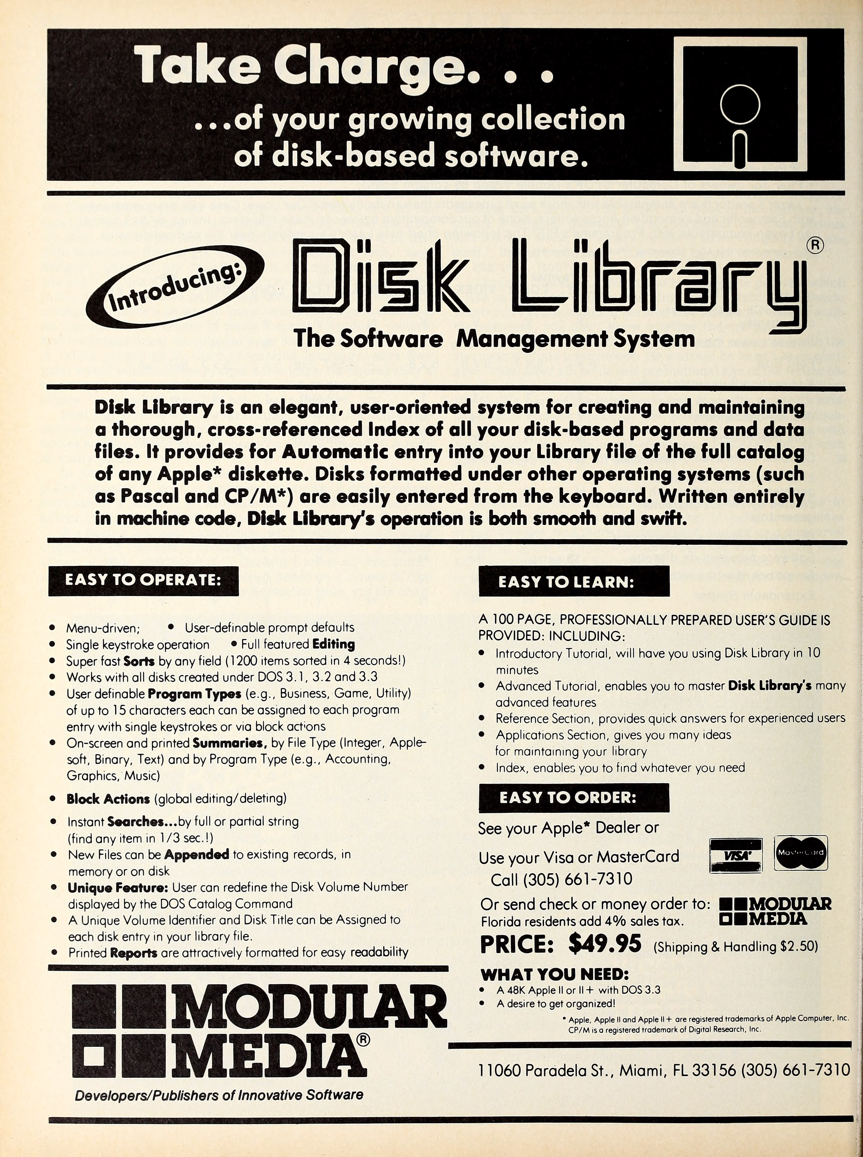 Take Charge. . .
...of your growing collection
of disk-based software.
Introducing:
Disk Library®
The Software Management System
Disk Library is an elegant, user-oriented system for creating and maintaining
a thorough, cross-referenced Index of all your disk-based programs and data
files. It provides for Automatic entry into your Library file of the full catalog
of any Apple* diskette. Disks formatted under other operating systems (such
as Pascal and CP/M*) are easily entered from the keyboard. Written entirely
in machine code, Disk Library's operation is both smooth and swift.
EASY TO OPERATE:
• Menu-driven; • User-definable prompt defaults
• Single keystroke operation • Full featured Editing
• Super fast Sorts by any field (1200 items sorted in 4 seconds!)
• Works with all disks created under DOS 3.1, 3.2 and 3.3
• User definable Program Types (e.g., Business, Game, Utility)
of up to 15 characters each can be assigned to each program
entry with single keystrokes or via block actions
• On-screen and printed Summaries, by File Type (Integer, Apple-
soft, Binary, Text) and by Program Type (e.g., Accounting,
Graphics, Music)
• Block Actions (global editing/deleting)
• Instant Searches...by full or partial string
(find any item in 1/3 sec.!)
• New Files can be Appended to existing records, in
memory or on disk
• Unique Feature: User can redefine the Disk Volume Number
displayed by the DOS Catalog Command
• A Unique Volume Identifier and Disk Title can be Assigned to
each disk entry in your library file.
• Printed Reports are attractively formatted for easy readability
MODULAR
MEDIA®
Developers/Publishers of Innovative Software
EASY TO LEARN:
A 100 PAGE, PROFESSIONALLY PREPARED USER'S GUIDE IS
PROVIDED: INCLUDING:
• Introductory Tutorial, will have you using Disk Library in 10
minutes
• Advanced Tutorial, enables you to master Disk Library's many
advanced features
• Reference Section, provides quick answers for experienced users
• Applications Section, gives you many ideas
for maintaining your library
• Index, enables you to find whatever you need
EASY TO ORDER:
See your Apple* Dealer or
Use your Visa or MasterCard
Call (305) 661-7310
VISA
MasterCard
Or send check or money order to:
Florida residents add 4% sales tax.
MODULAR
MEDIA
PRICE: $49.95 (Shipping & Handling $2.50)
WHAT YOU NEED:
• A 48K Apple II or II+ with DOS 3.3
• A desire to get organized!
* Apple, Apple II and Apple II+ are registered trademarks of Apple Computer, Inc.
CP/M is a registered trademark of Digital Research, Inc.
11060 Paradela St., Miami, FL 33156 (305) 661-7310